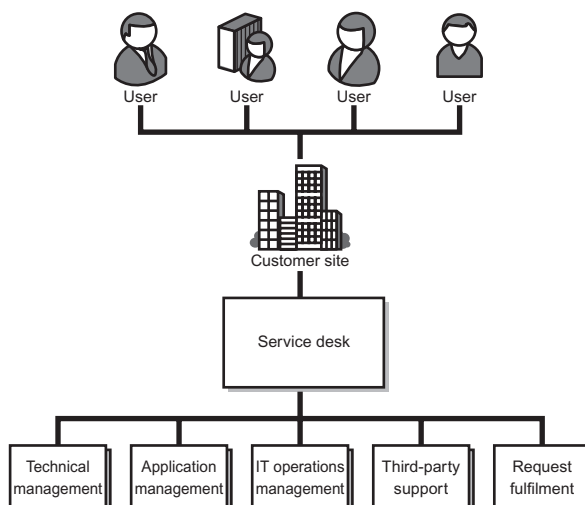 User User User User
Customer site
Service desk
Technical management
Application management
IT operations management
Third-party support
Request fulfilment